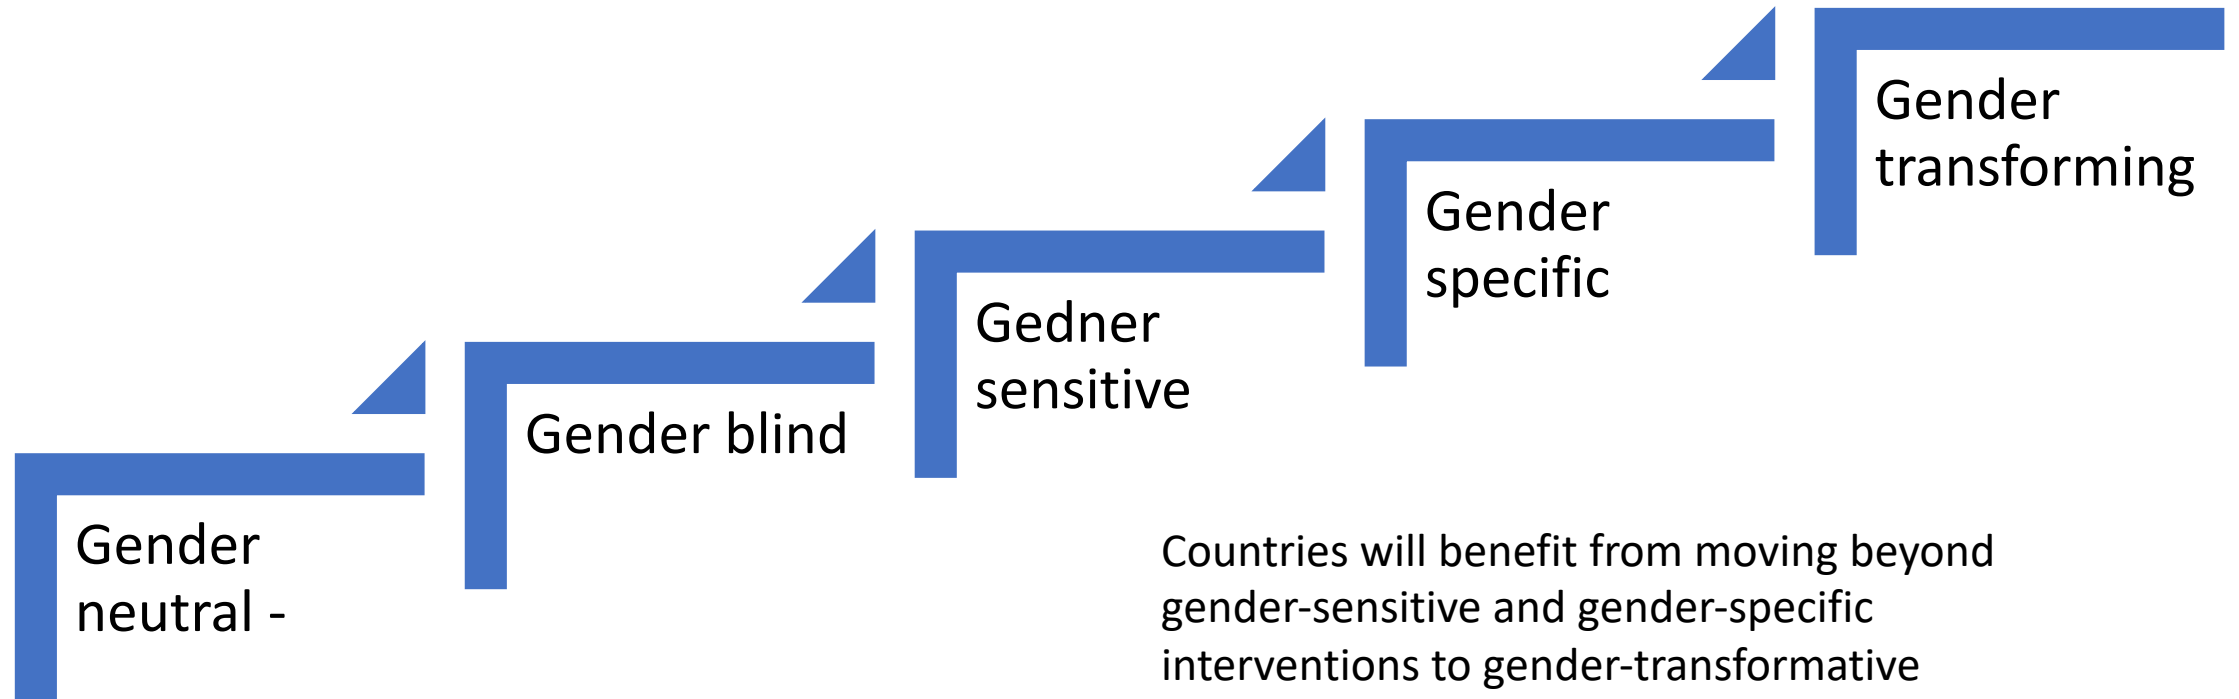 Gender
neutral -
Gender blind
Gedner
sensitive
Gender
specific
Gender
transforming
Countries will benefit from moving beyond
gender-sensitive and gender-specific
interventions to gender-transformative